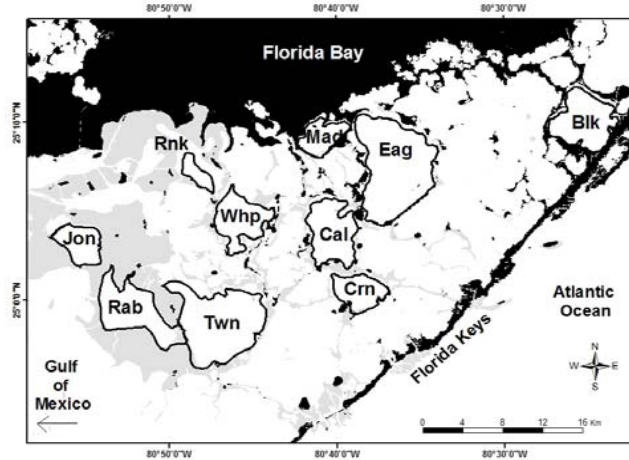 80°50'0"W 80°40'0"W 80°30'0"W
Florida Bay
25°10'0"N
25°0'0"N
Rnk
Mad
Eag
Blk
Whp
Jon
Cal
Crn
Rab
Twn
Atlantic
Ocean
Florida Keys
Gulf
of
Mexico
N
W E
S
0 4 8 12 16 Km
80°50'0"W 80°40'0"W 80°30'0"W